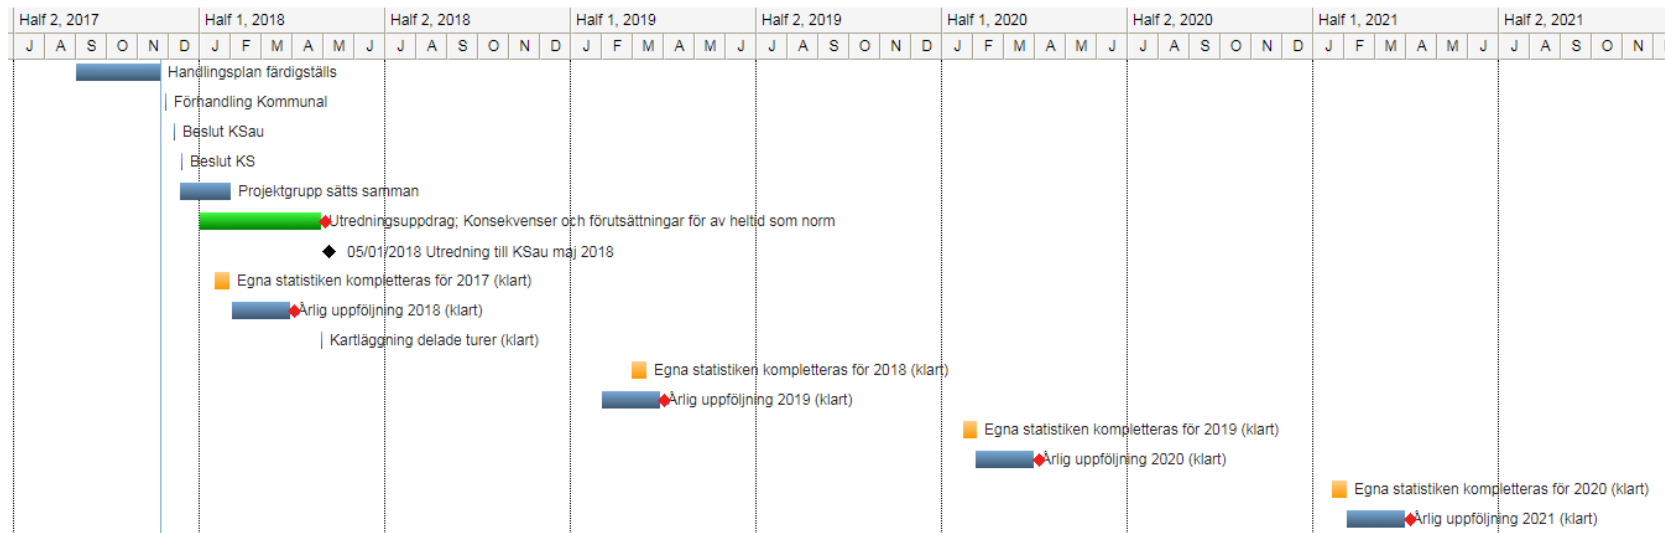 Half 2, 2017 Half 1, 2018 Half 2, 2018 Half 1, 2019 Half 2, 2019 Half 1, 2020 Half 2, 2020 Half 1, 2021 Half 2, 2021
J A S O N D J F M A M J J A S O N D J F M A M J J A S O N D J F M A M J J A S O N D J F M A M J J A S O N
Handlingsplan färdigställs
Förhandling Kommunal
Beslut KSau
Beslut KS
Projektgrupp sätts samman
Utredningsuppdrag; Konsekvenser och förutsättningar för av heltid som norm
05/01/2018 Utredning till KSau maj 2018
Egna statistiken kompletteras för 2017 (klart)
Årlig uppföljning 2018 (klart)
Kartläggning delade turer (klart)
Egna statistiken kompletteras för 2018 (klart)
Årlig uppföljning 2019 (klart)
Egna statistiken kompletteras för 2019 (klart)
Årlig uppföljning 2020 (klart)
Egna statistiken kompletteras för 2020 (klart)
Årlig uppföljning 2021 (klart)